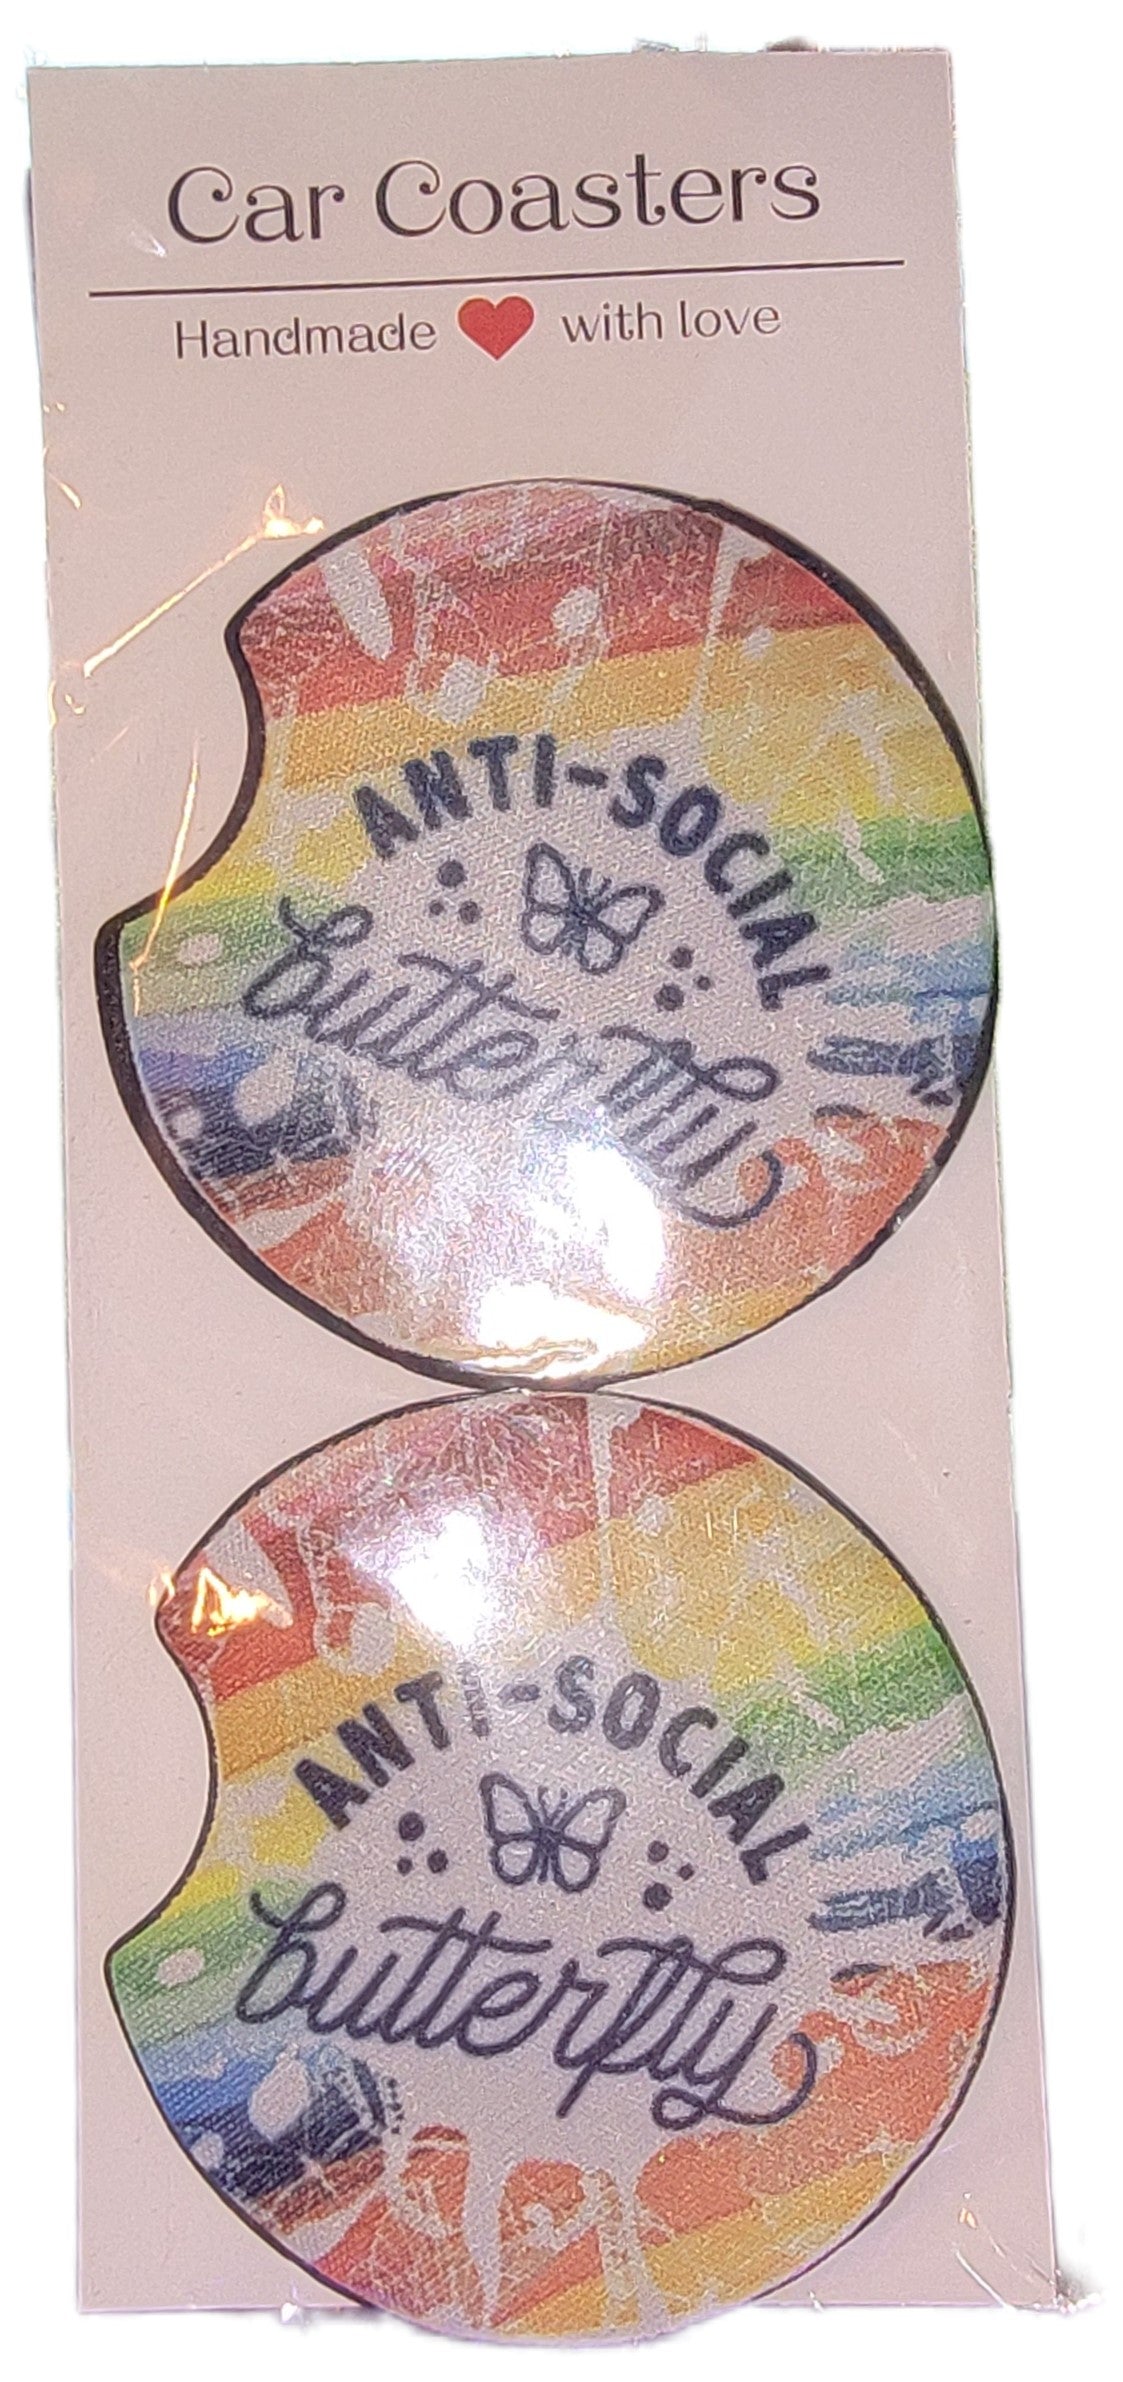 Car Coasters
Handmade with love
ANTI-SOCIAL
butterfly
ANTI-SOCIAL
butterfly